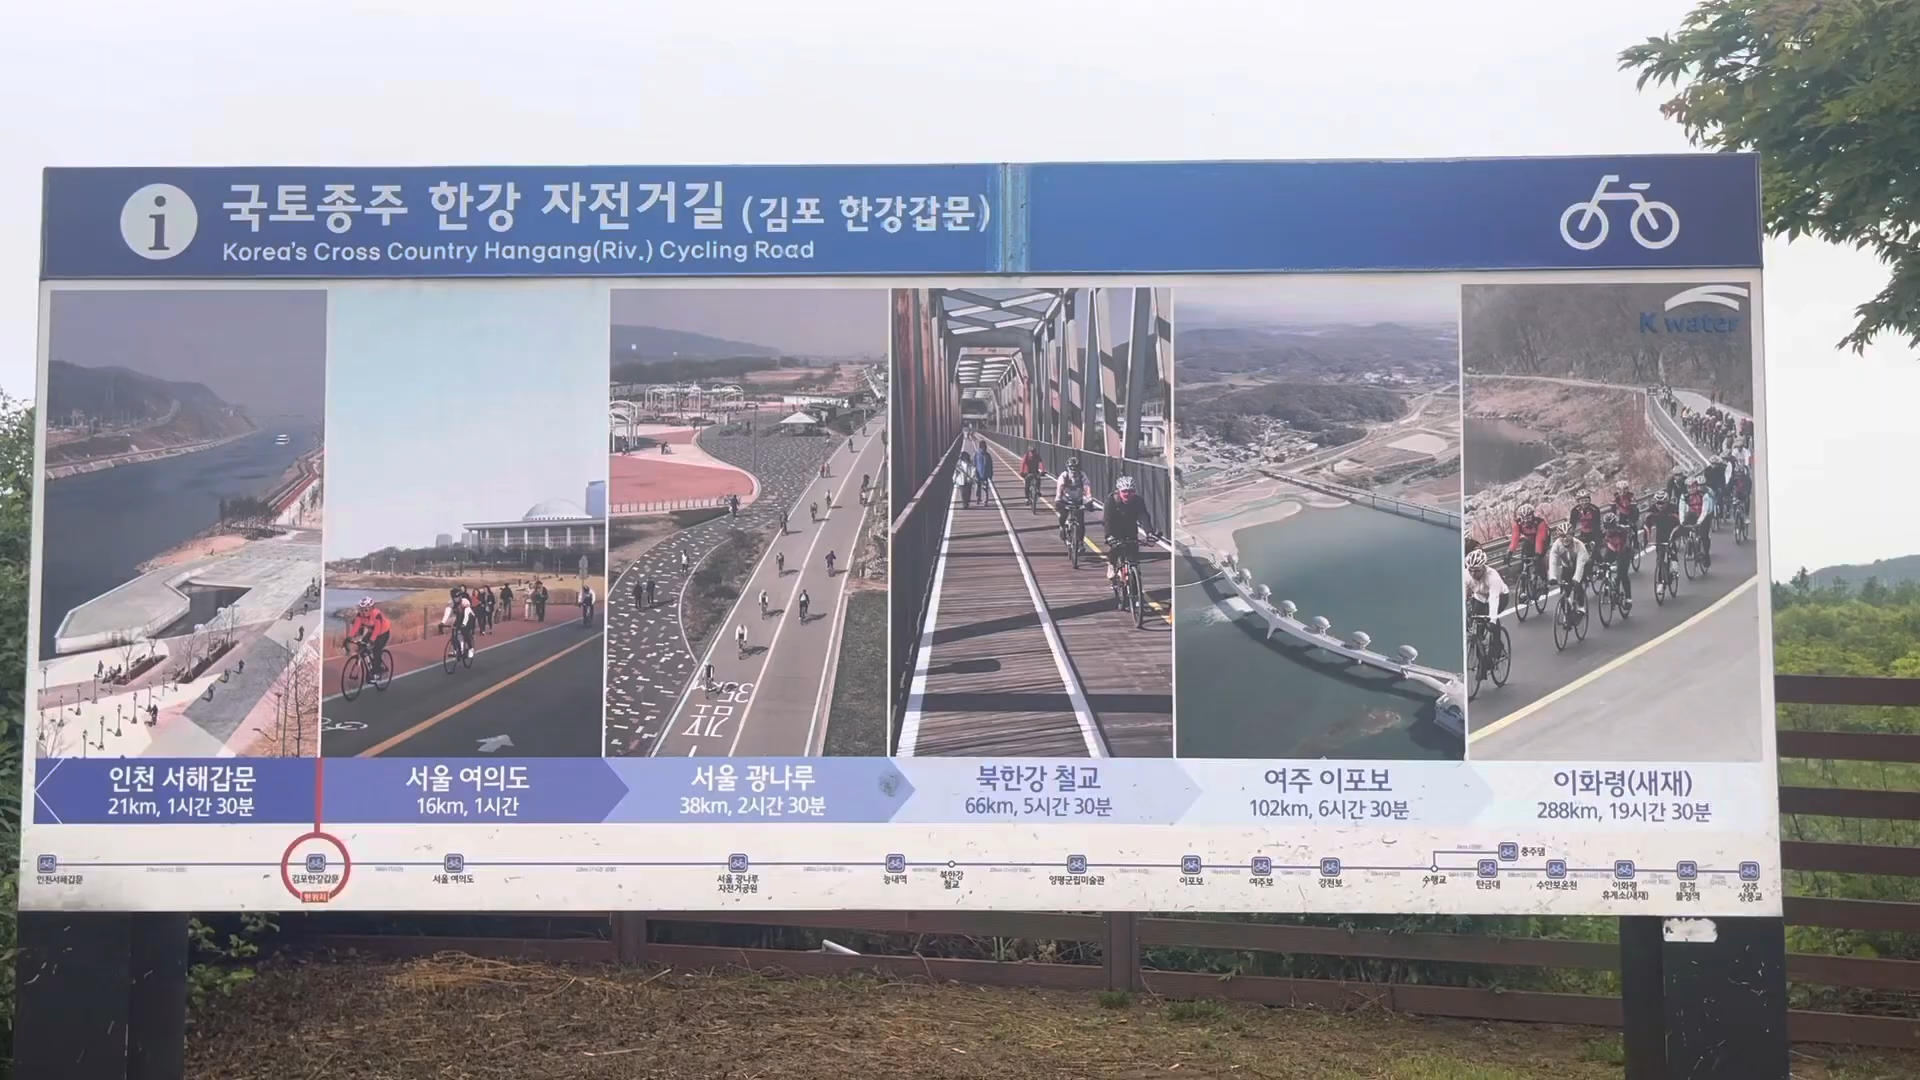 국토종주 한강 자전거길 (김포 한강갑문)
Korea's Cross Country Hangang(Riv.) Cycling Road
K water
인천 서해갑문
21km, 1시간 30분
서울 여의도
16km, 1시간
서울 광나루
38km, 2시간 30분
북한강 철교
66km, 5시간 30분
여주 이포보
102km, 6시간 30분
이화령(새재)
288km, 19시간 30분
인천서해갑문
김포한강갑문
현위치
서울 여의도
서울 광나루
자전거공원
능내역
북한강
철교
양평군립미술관
이포보
여주보
강천보
수행교
충주댐
탄금대
수안보온천
이화령
휴게소(새재)
문경
불정역
상주
상풍교